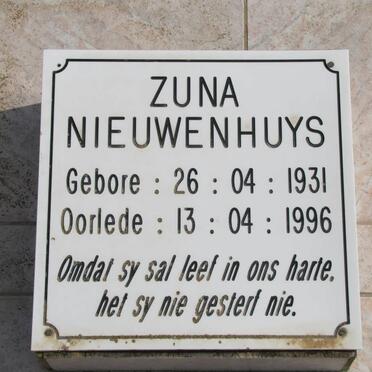 ZUNA
NIEUWENHUYS
Gebore : 26 : 04 : 1931
Oorlede : 13 : 04 : 1996
Omdat sy sal leef in ons harte.
het sy nie gesterf nie.